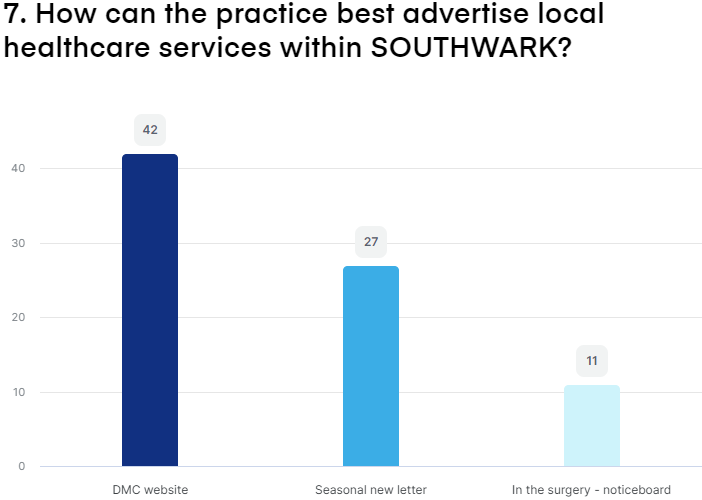 7. How can the practice best advertise local
healthcare services within SOUTHWARK?
42
40
30
27
20
11
10
0
DMC website
Seasonal new letter
In the surgery - noticeboard